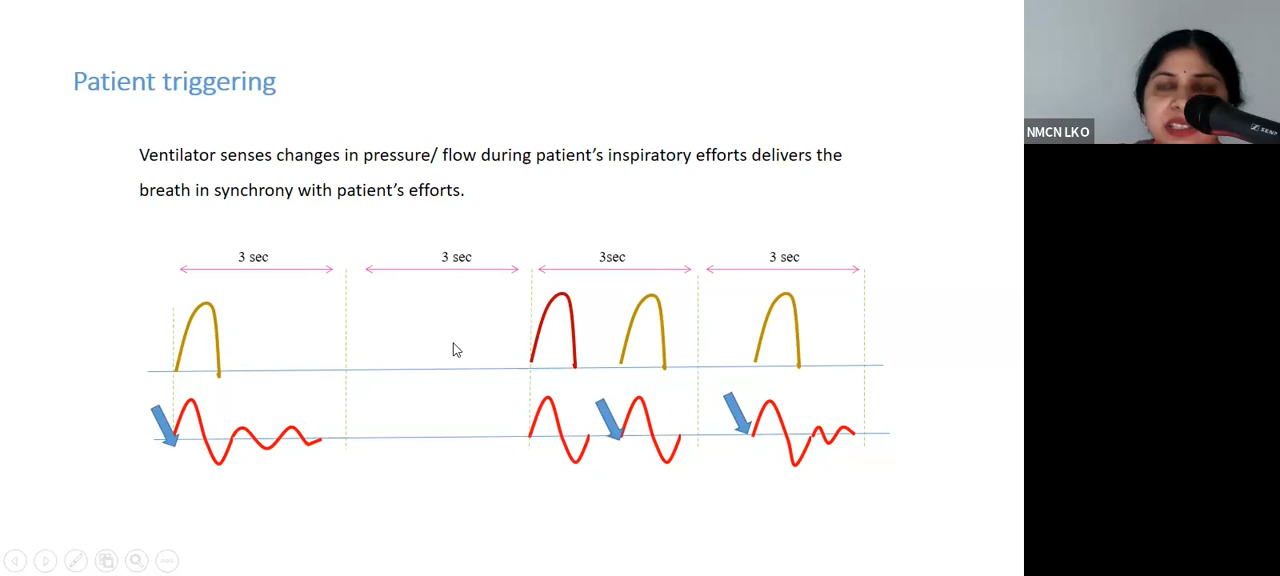 Patient triggering
Ventilator senses changes in pressure/ flow during patient’s inspiratory efforts delivers the
breath in synchrony with patient’s efforts.
3 sec
3 sec
3sec
3 sec
NMCN LKO